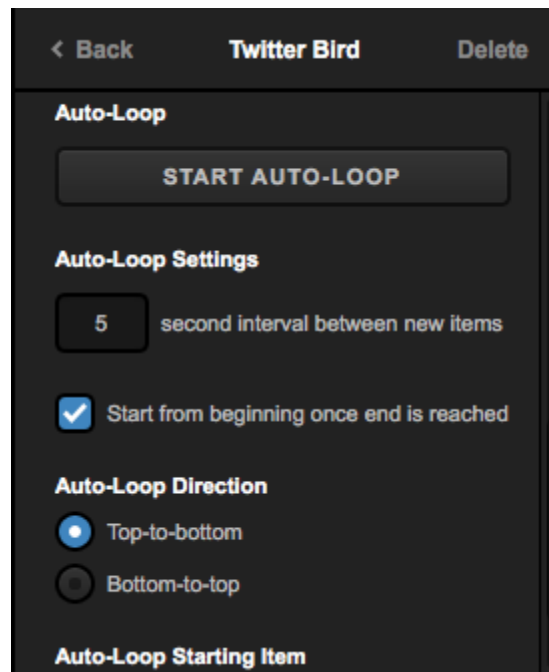 Back
Twitter Bird
Delete
Auto-Loop
START AUTO-LOOP
Auto-Loop Settings
5 second interval between new items
Start from beginning once end is reached
Auto-Loop Direction
Top-to-bottom
Bottom-to-top
Auto-Loop Starting Item